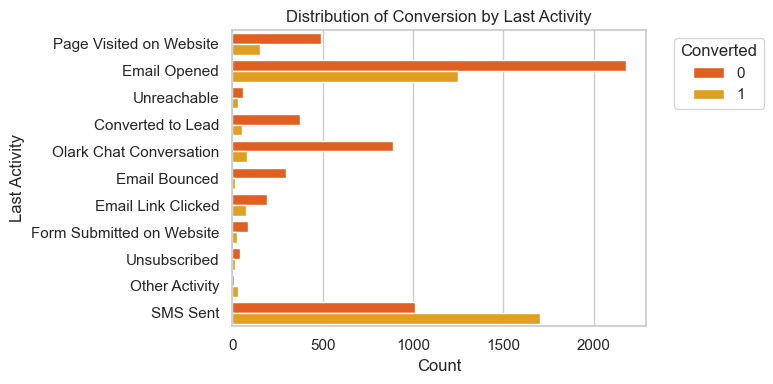 Distribution of Conversion by Last Activity
Last Activity
Page Visited on Website
Email Opened
Unreachable
Converted to Lead
Olark Chat Conversation
Email Bounced
Email Link Clicked
Form Submitted on Website
Unsubscribed
Other Activity
SMS Sent
0 500 1000 1500 2000
Count
Converted
0
1